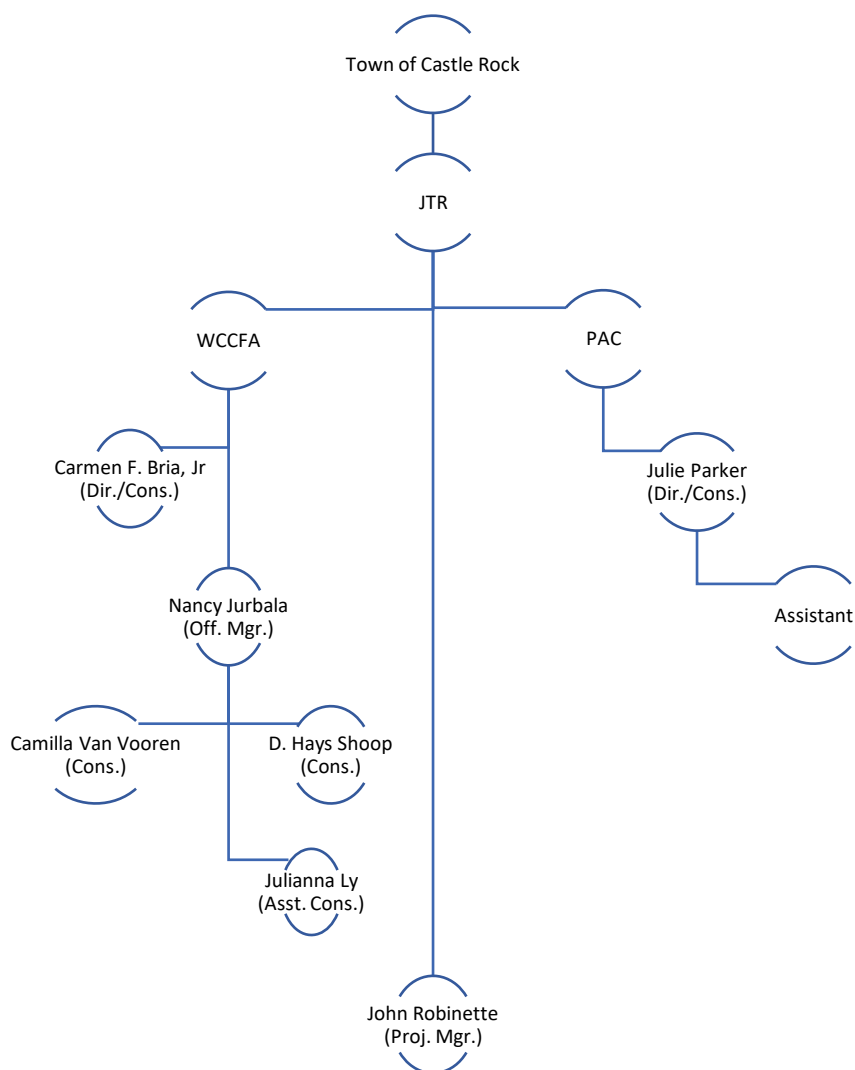 Town of Castle Rock
JTR
WCCFA
PAC
Carmen F. Bria, Jr
(Dir./Cons.)
Julie Parker
(Dir./Cons.)
Nancy Jurbala
(Off. Mgr.)
Assistant
Camilla Van Vooren
(Cons.)
D. Hays Shoop
(Cons.)
Julianna Ly
(Asst. Cons.)
John Robinette
(Proj. Mgr.)